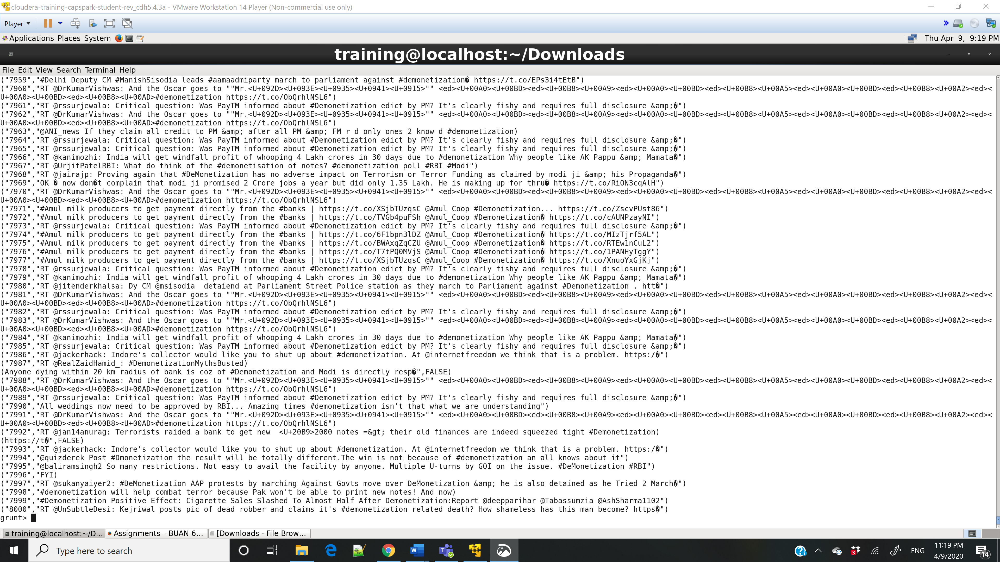 cloudera-training-capspark-student-rev_cdh5.4.3a - VMware Workstation 14 Player (Non-commercial use only)
Player
Applications Places System Thu Apr 9, 9:19 PM
training@localhost:~/Downloads
File Edit View Search Terminal Help
("7959","#Delhi Deputy CM #ManishSisodia leads #aamaadmiparty march to parliament against #demonetization� https://t.co/EPs3i4tEtB")
("7960","RT @DrKumarVishwas: And the Oscar goes to ""Mr.<U+092D><U+093E><U+0935><U+0941><U+0915>"" <ed><U+00A0><U+00BD><ed><U+00B8><U+00A9><ed><U+00A0><U+00BD><ed><U+00B8><U+00A5><ed><U+00A0><U+00BD><ed><U+00B8><U+00A2><ed><
U+00A0><U+00BD><ed><U+00B8><U+00AD>#demonetization https://t.co/ObQrhlNSL6")
("7961","RT @rssurjewala: Critical question: Was PayTM informed about #Demonetization edict by PM? It's clearly fishy and requires full disclosure &amp;�")
("7962","RT @DrKumarVishwas: And the Oscar goes to ""Mr.<U+092D><U+093E><U+0935><U+0941><U+0915>"" <ed><U+00A0><U+00BD><ed><U+00B8><U+00A9><ed><U+00A0><U+00BD><ed><U+00B8><U+00A5><ed><U+00A0><U+00BD><ed><U+00B8><U+00A2><ed><
U+00A0><U+00BD><ed><U+00B8><U+00AD>#demonetization https://t.co/ObQrhlNSL6")
("7963","@ANI_news If they claim all credit to PM &amp; after all PM &amp; FM r d only ones 2 know d #demonetization)
("7964","RT @rssurjewala: Critical question: Was PayTM informed about #Demonetization edict by PM? It's clearly fishy and requires full disclosure &amp;�")
("7965","RT @rssurjewala: Critical question: Was PayTM informed about #Demonetization edict by PM? It's clearly fishy and requires full disclosure &amp;�")
("7966","RT @kanimozhi: India will get windfall profit of whooping 4 Lakh crores in 30 days due to #demonetization Why people like AK Pappu &amp; Mamata�")
("7967","RT @UrjitPatelRBI: What do think of the #demonetisation of notes? #demonetization poll #RBI #Modi")
("7968","RT @jairajp: Proving again that #DeMonetization has no adverse impact on Terrorism or Terror Funding as claimed by modi ji &amp; his Propaganda�")
("7969","OK � now don�t complain that modi ji promised 2 Crore jobs a year but did only 1.35 Lakh. He is making up for thru� https://t.co/RiON3cqAlH")
("7970","RT @DrKumarVishwas: And the Oscar goes to ""Mr.<U+092D><U+093E><U+0935><U+0941><U+0915>"" <ed><U+00A0><U+00BD><ed><U+00B8><U+00A9><ed><U+00A0><U+00BD><ed><U+00B8><U+00A5><ed><U+00A0><U+00BD><ed><U+00B8><U+00A2><ed><
U+00A0><U+00BD><ed><U+00B8><U+00AD>#demonetization https://t.co/ObQrhlNSL6")
("7971","#Amul milk producers to get payment directly from the #banks | https://t.co/XSjbTUzqsC @Amul_Coop #Demonetization... https://t.co/ZscvPUst86")
("7972","#Amul milk producers to get payment directly from the #banks | https://t.co/TVGb4puFSh @Amul_Coop #Demonetization� https://t.co/cAUNPzayNI")
("7973","RT @rssurjewala: Critical question: Was PayTM informed about #Demonetization edict by PM? It's clearly fishy and requires full disclosure &amp;�")
("7974","#Amul milk producers to get payment directly from the #banks | https://t.co/6F1bpn3lDZ @Amul_Coop #Demonetization� https://t.co/MIzTjrf5AL")
("7975","#Amul milk producers to get payment directly from the #banks | https://t.co/BWAxqZqCZU @Amul_Coop #Demonetization� https://t.co/RTEw1nCuL2")
("7976","#Amul milk producers to get payment directly from the #banks | https://t.co/T7tPQ0MVjS @Amul_Coop #Demonetization� https://t.co/1PANHyTggY")
("7977","#Amul milk producers to get payment directly from the #banks | https://t.co/XSjbTUzqsC @Amul_Coop #Demonetization� https://t.co/XnuoYxGjKj")
("7978","RT @rssurjewala: Critical question: Was PayTM informed about #Demonetization edict by PM? It's clearly fishy and requires full disclosure &amp;�")
("7979","RT @kanimozhi: India will get windfall profit of whooping 4 Lakh crores in 30 days due to #demonetization Why people like AK Pappu &amp; Mamata�")
("7980","RT @jitenderkhalsa: Dy CM @msisodia  detaiend at Parliament Street Police station as they march to Parliament against #Demonetization . htt�")
("7981","RT @DrKumarVishwas: And the Oscar goes to ""Mr.<U+092D><U+093E><U+0935><U+0941><U+0915>"" <ed><U+00A0><U+00BD><ed><U+00B8><U+00A9><ed><U+00A0><U+00BD><ed><U+00B8><U+00A5><ed><U+00A0><U+00BD><ed><U+00B8><U+00A2><ed><
U+00A0><U+00BD><ed><U+00B8><U+00AD>#demonetization https://t.co/ObQrhlNSL6")
("7982","RT @rssurjewala: Critical question: Was PayTM informed about #Demonetization edict by PM? It's clearly fishy and requires full disclosure &amp;�")
("7983","RT @DrKumarVishwas: And the Oscar goes to ""Mr.<U+092D><U+093E><U+0935><U+0941><U+0915>"" <ed><U+00A0><U+00BD><ed><U+00B8><U+00A9><ed><U+00A0><U+00BD><ed><U+00B8><U+00A5><ed><U+00A0><U+00BD><ed><U+00B8><U+00A2><ed><
U+00A0><U+00BD><ed><U+00B8><U+00AD>#demonetization https://t.co/ObQrhlNSL6")
("7984","RT @kanimozhi: India will get windfall profit of whooping 4 Lakh crores in 30 days due to #demonetization Why people like AK Pappu &amp; Mamata�")
("7985","RT @rssurjewala: Critical question: Was PayTM informed about #Demonetization edict by PM? It's clearly fishy and requires full disclosure &amp;�")
("7986","RT @jackerhack: Indore's collector would like you to shut up about #demonetization. At @internetfreedom we think that is a problem. https:/�")
("7987","RT @RealZaidHamid_: #DemonetizationMythsBusted)
(Anyone dying within 20 km radius of bank is coz of #Demonetization and Modi is directly resp�",FALSE)
("7988","RT @DrKumarVishwas: And the Oscar goes to ""Mr.<U+092D><U+093E><U+0935><U+0941><U+0915>"" <ed><U+00A0><U+00BD><ed><U+00B8><U+00A9><ed><U+00A0><U+00BD><ed><U+00B8><U+00A5><ed><U+00A0><U+00BD><ed><U+00B8><U+00A2><ed><
U+00A0><U+00BD><ed><U+00B8><U+00AD>#demonetization https://t.co/ObQrhlNSL6")
("7989","RT @rssurjewala: Critical question: Was PayTM informed about #Demonetization edict by PM? It's clearly fishy and requires full disclosure &amp;�")
("7990","All weddings now need to be approved by RBI... Amazing times #demonetization isn't that what we are understanding")
("7991","RT @DrKumarVishwas: And the Oscar goes to ""Mr.<U+092D><U+093E><U+0935><U+0941><U+0915>"" <ed><U+00A0><U+00BD><ed><U+00B8><U+00A9><ed><U+00A0><U+00BD><ed><U+00B8><U+00A5><ed><U+00A0><U+00BD><ed><U+00B8><U+00A2><ed><
U+00A0><U+00BD><ed><U+00B8><U+00AD>#demonetization https://t.co/ObQrhlNSL6")
("7992","RT @jan14anurag: Terrorists raided a bank to get new  <U+20B9>2000 notes =&gt; their old finances are indeed squeezed tight #Demonetization)
(https://t�",FALSE)
("7993","RT @jackerhack: Indore's collector would like you to shut up about #demonetization. At @internetfreedom we think that is a problem. https:/�")
("7994","@quizderek Post #Dmonetization the result will be totally different.The win is not because of #demonetization an all knows about it")
("7995","@baliramsingh2 So many restrictions. Not easy to avail the facility by anyone. Multiple U-turns by GOI on the issue. #DeMonetization #RBI")
("7996","FYI)
("7997","RT @sukanyaiyer2: #DeMonetization AAP protests by marching Against Govts move over DeMonetization &amp; he is also detained as he Tried 2 March�")
("7998","#demonetization will help combat terror because Pak won't be able to print new notes! And now)
("7999","#Demonetization Positive Effect: Cigarette Sales Slashed To Almost Half After Demonetization:Report @deepparihar @Tabassumzia @AshSharma1102")
("8000","RT @UnSubtleDesi: Kejriwal posts pic of dead robber and claims it's #demonetization related death? How shameless has this man become? https�")
grunt>
training@localhost:~/D... Assignments – BUAN 6... [Downloads - File Brow...
Type here to search
ENG
11:19 PM
4/9/2020
3
14